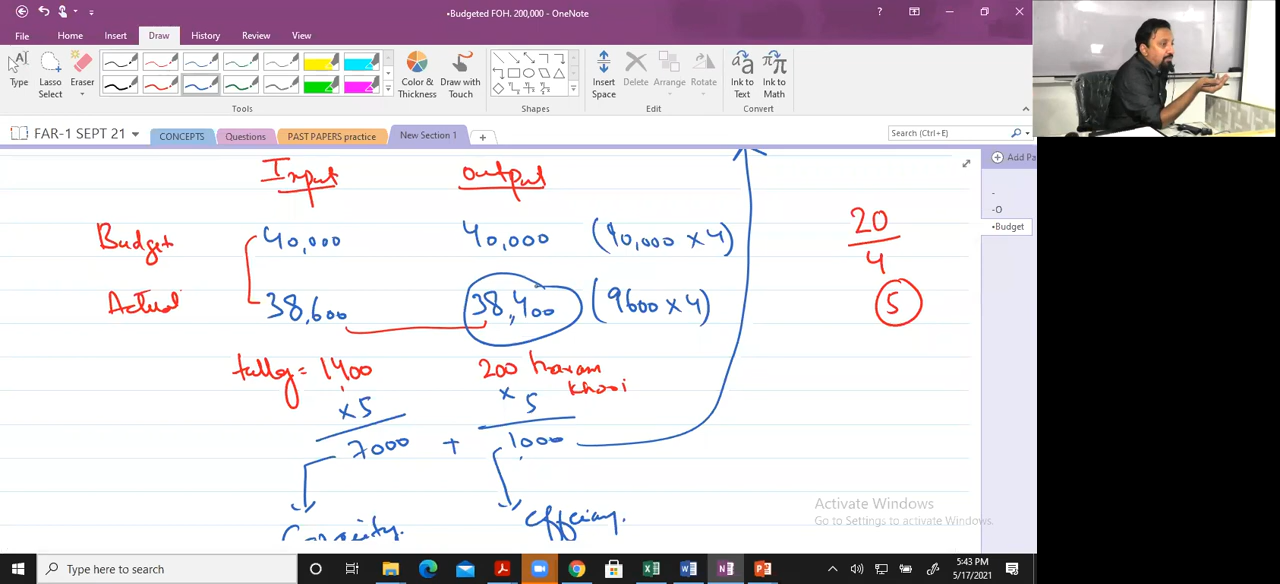 •Budgeted FOH. 200,000 - OneNote
File Home Insert Draw History Review View
Type
Lasso Select
Eraser
Color & Thickness
Draw with Touch
Insert Space
Delete
Arrange
Rotate
Ink to Text
Ink to Math
Tools
Shapes
Edit
Convert
FAR-1 SEPT 21
CONCEPTS
Questions
PAST PAPERS practice
New Section 1
Search (Ctrl+E)
Add Pa
-
-O
•Budget
Input output
Budget 40,000 40,000 (10,000 x 4)
Actual 38,600 38,400 (9600 x 4)
20
4
5
1400 200 haram
khori
x 5 x 5
7000 + 1000
Capacity. Effciany.
Activate Windows
Go to Settings to activate Windows.
Type here to search
5:43 PM
5/17/2021